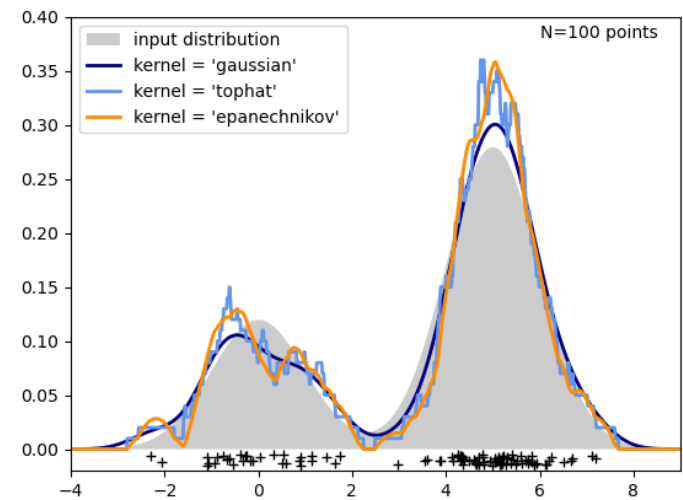 0.40
0.35
0.30
0.25
0.20
0.15
0.10
0.05
0.00
input distribution
kernel = 'gaussian'
kernel = 'tophat'
kernel = 'epanechnikov'
N=100 points
−4 −2 0 2 4 6 8